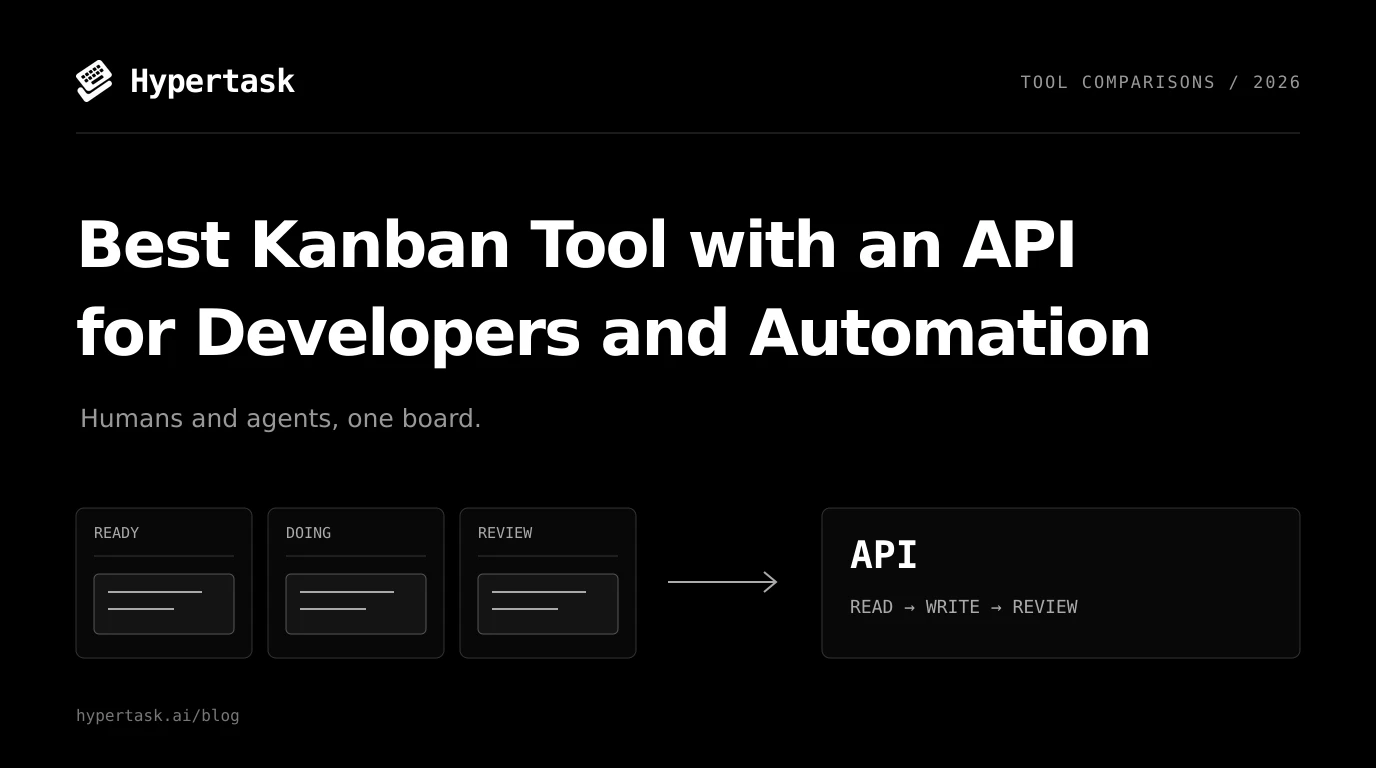 Hypertask
TOOL COMPARISONS / 2026
Best Kanban Tool with an API
for Developers and Automation
Humans and agents, one board.
READY
DOING
REVIEW
API
READ → WRITE → REVIEW
hypertask.ai/blog